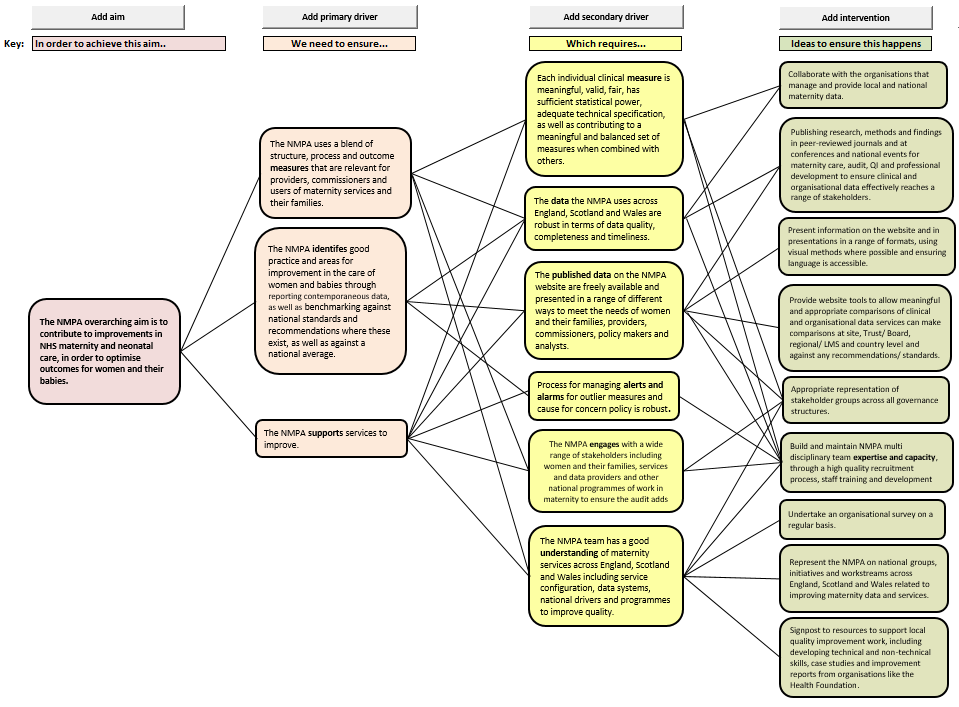 Add aim
Add primary driver
Add secondary driver
Add intervention
Key:
In order to achieve this aim..
We need to ensure...
Which requires...
Ideas to ensure this happens
The NMPA overarching aim is to
contribute to improvements in
NHS maternity and neonatal
care, in order to optimise
outcomes for women and their
babies.
The NMPA uses a blend of
structure, process and outcome
measures that are relevant for
providers, commissioners and
users of maternity services and
their families.
The NMPA identifes good
practice and areas for
improvement in the care of
women and babies through
reporting contemporaneous data,
as well as benchmarking against
national standards and
recommendations where these
exist, as well as against a
national average.
The NMPA supports services to
improve.
Each individual clinical measure is
meaningful, valid, fair, has
sufficient statistical power,
adequate technical specification,
as well as contributing to a
meaningful and balanced set of
measures when combined with
others.
The data the NMPA uses across
England, Scotland and Wales are
robust in terms of data quality,
completeness and timeliness.
The published data on the NMPA
website are freely available and
presented in a range of different
ways to meet the needs of women
and their families, providers,
commissioners, policy makers and
analysts.
Process for managing alerts and
alarms for outlier measures and
cause for concern policy is robust.
The NMPA engages with a wide
range of stakeholders including
women and their families, services
and data providers and other
national programmes of work in
maternity to ensure the audit adds
The NMPA team has a good
understanding of maternity
services across England, Scotland
and Wales including service
configuration, data systems,
national drivers and programmes
to improve quality.
Collaborate with the organisations that
manage and provide local and national
maternity data.
Publishing research, methods and findings
in peer-reviewed journals and at
conferences and national events for
maternity care, audit, QI and professional
development to ensure clinical and
organisational data effectively reaches a
range of stakeholders.
Present information on the website and in
presentations in a range of formats, using
visual methods where possible and ensuring
language is accessible.
Provide website tools to allow meaningful
and appropriate comparisons of clinical
and organisational data services can make
comparisons at site, Trust/ Board,
regional/ LMS and country level and
against any recommendations/ standards.
Appropriate representation of
stakeholder groups across all governance
structures.
Build and maintain NMPA multi
disciplinary team expertise and capacity,
through a high quality recruitment
process, staff training and development
Undertake an organisational survey on a
regular basis.
Represent the NMPA on national groups,
initiatives and workstreams across
England, Scotland and Wales related to
improving maternity data and services.
Signpost to resources to support local
quality improvement work, including
developing technical and non-technical
skills, case studies and improvement
reports from organisations like the
Health Foundation.